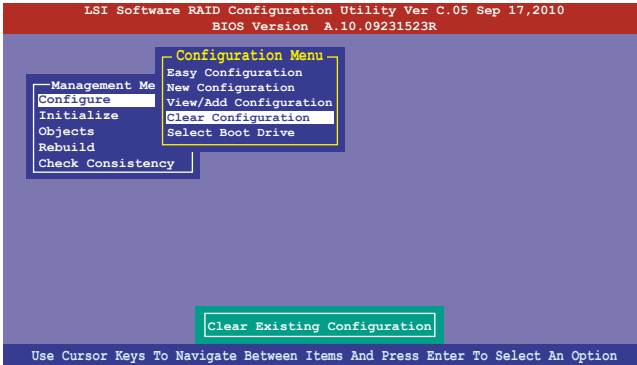 LSI Software RAID Configuration Utility Ver C.05 Sep 17,2010
BIOS Version A.10.09231523R
Configuration Menu
Easy Configuration
New Configuration
View/Add Configuration
Clear Configuration
Select Boot Drive
Management Me
Configure
Initialize
Objects
Rebuild
Check Consistency
Clear Existing Configuration
Use Cursor Keys To Navigate Between Items And Press Enter To Select An Option